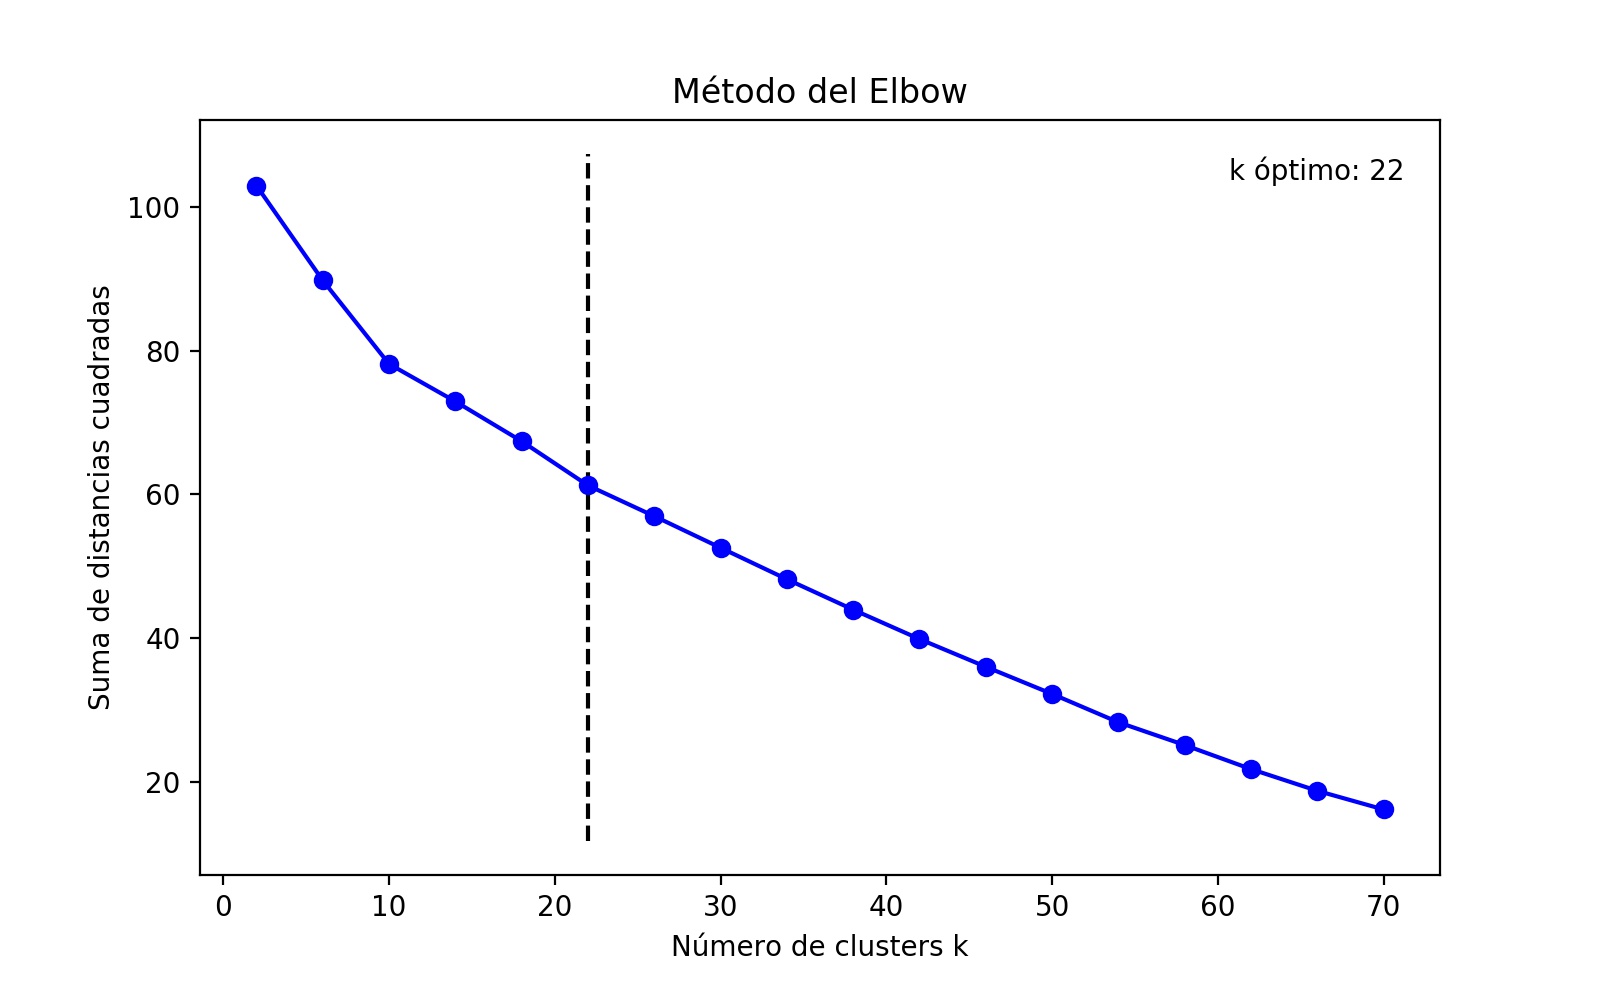 Método del Elbow
k óptimo: 22
Suma de distancias cuadradas
100
80
60
40
20
0 10 20 30 40 50 60 70
Número de clusters k